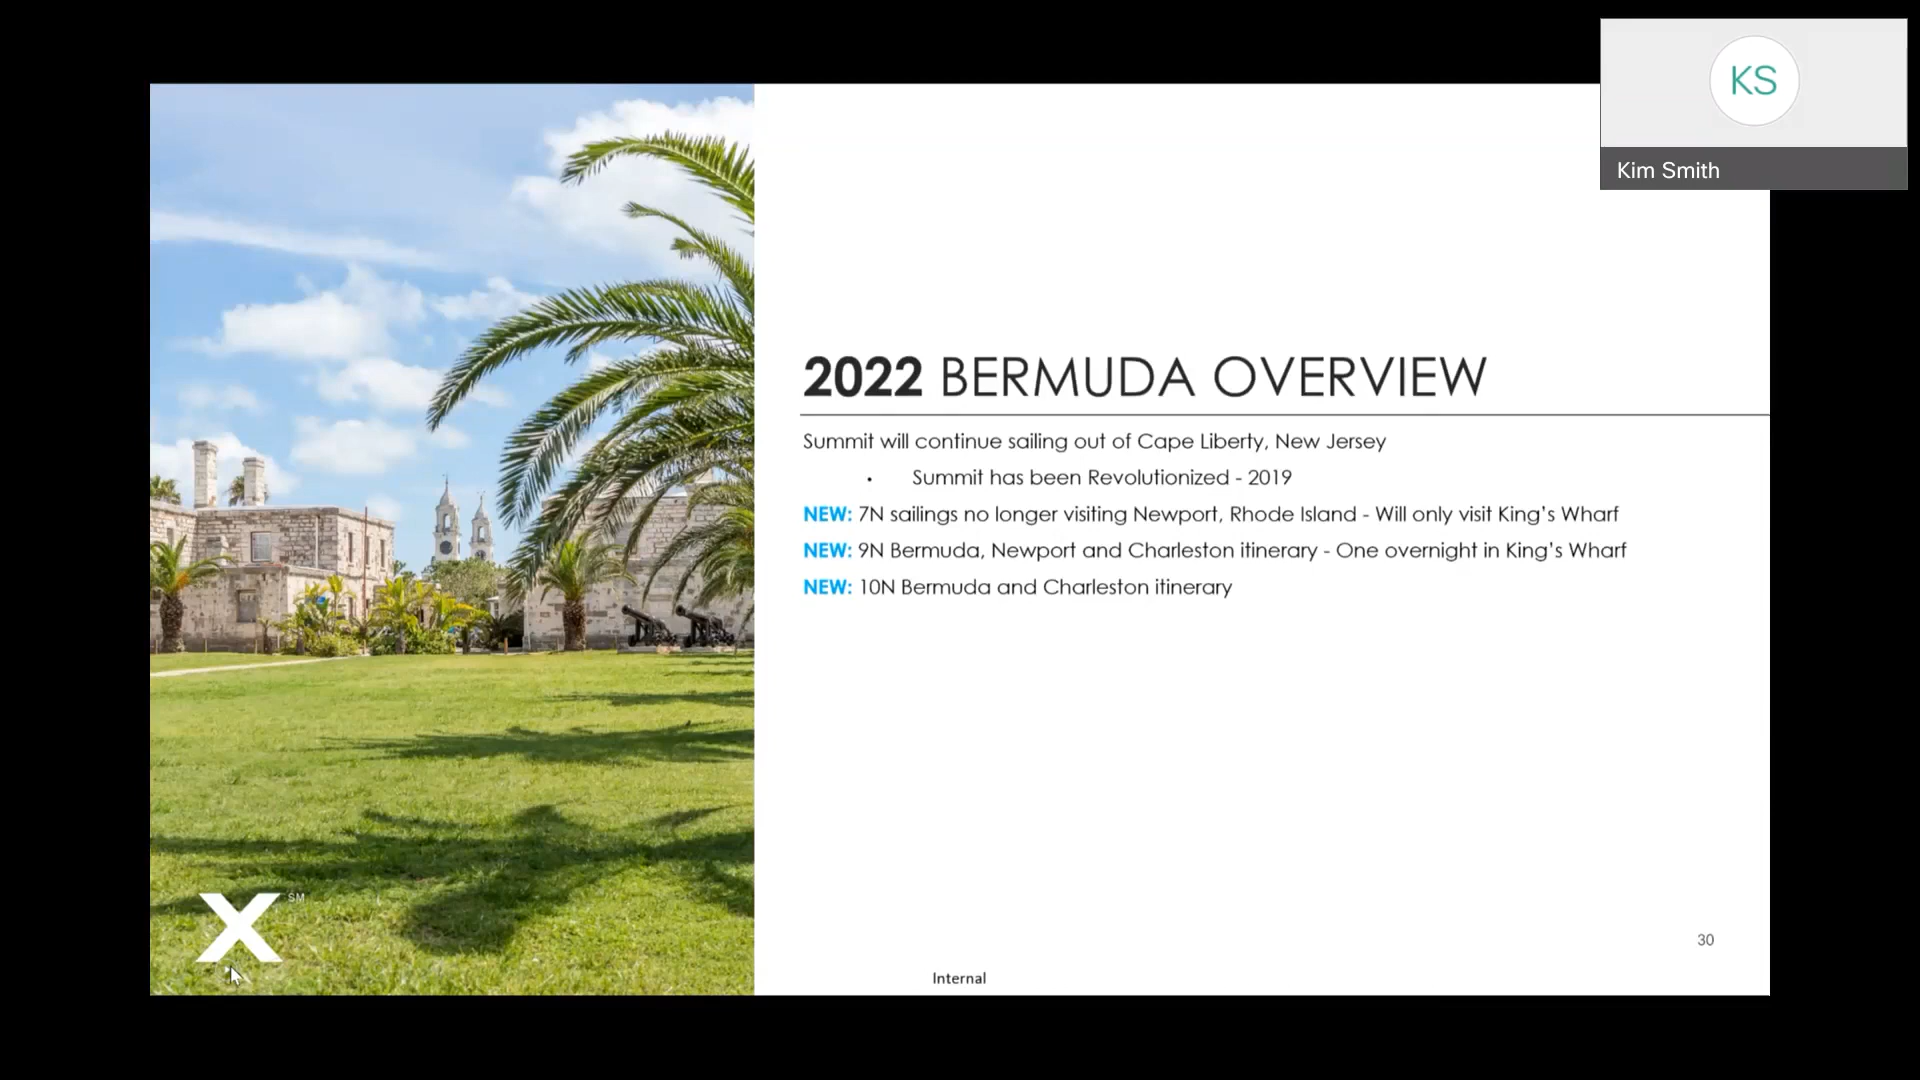 KS
Kim Smith
2022 BERMUDA OVERVIEW
Summit will continue sailing out of Cape Liberty, New Jersey
• Summit has been Revolutionized - 2019
NEW: 7N sailings no longer visiting Newport, Rhode Island - Will only visit King's Wharf
NEW: 9N Bermuda, Newport and Charleston itinerary - One overnight in King's Wharf
NEW: 10N Bermuda and Charleston itinerary
X SM
30
Internal